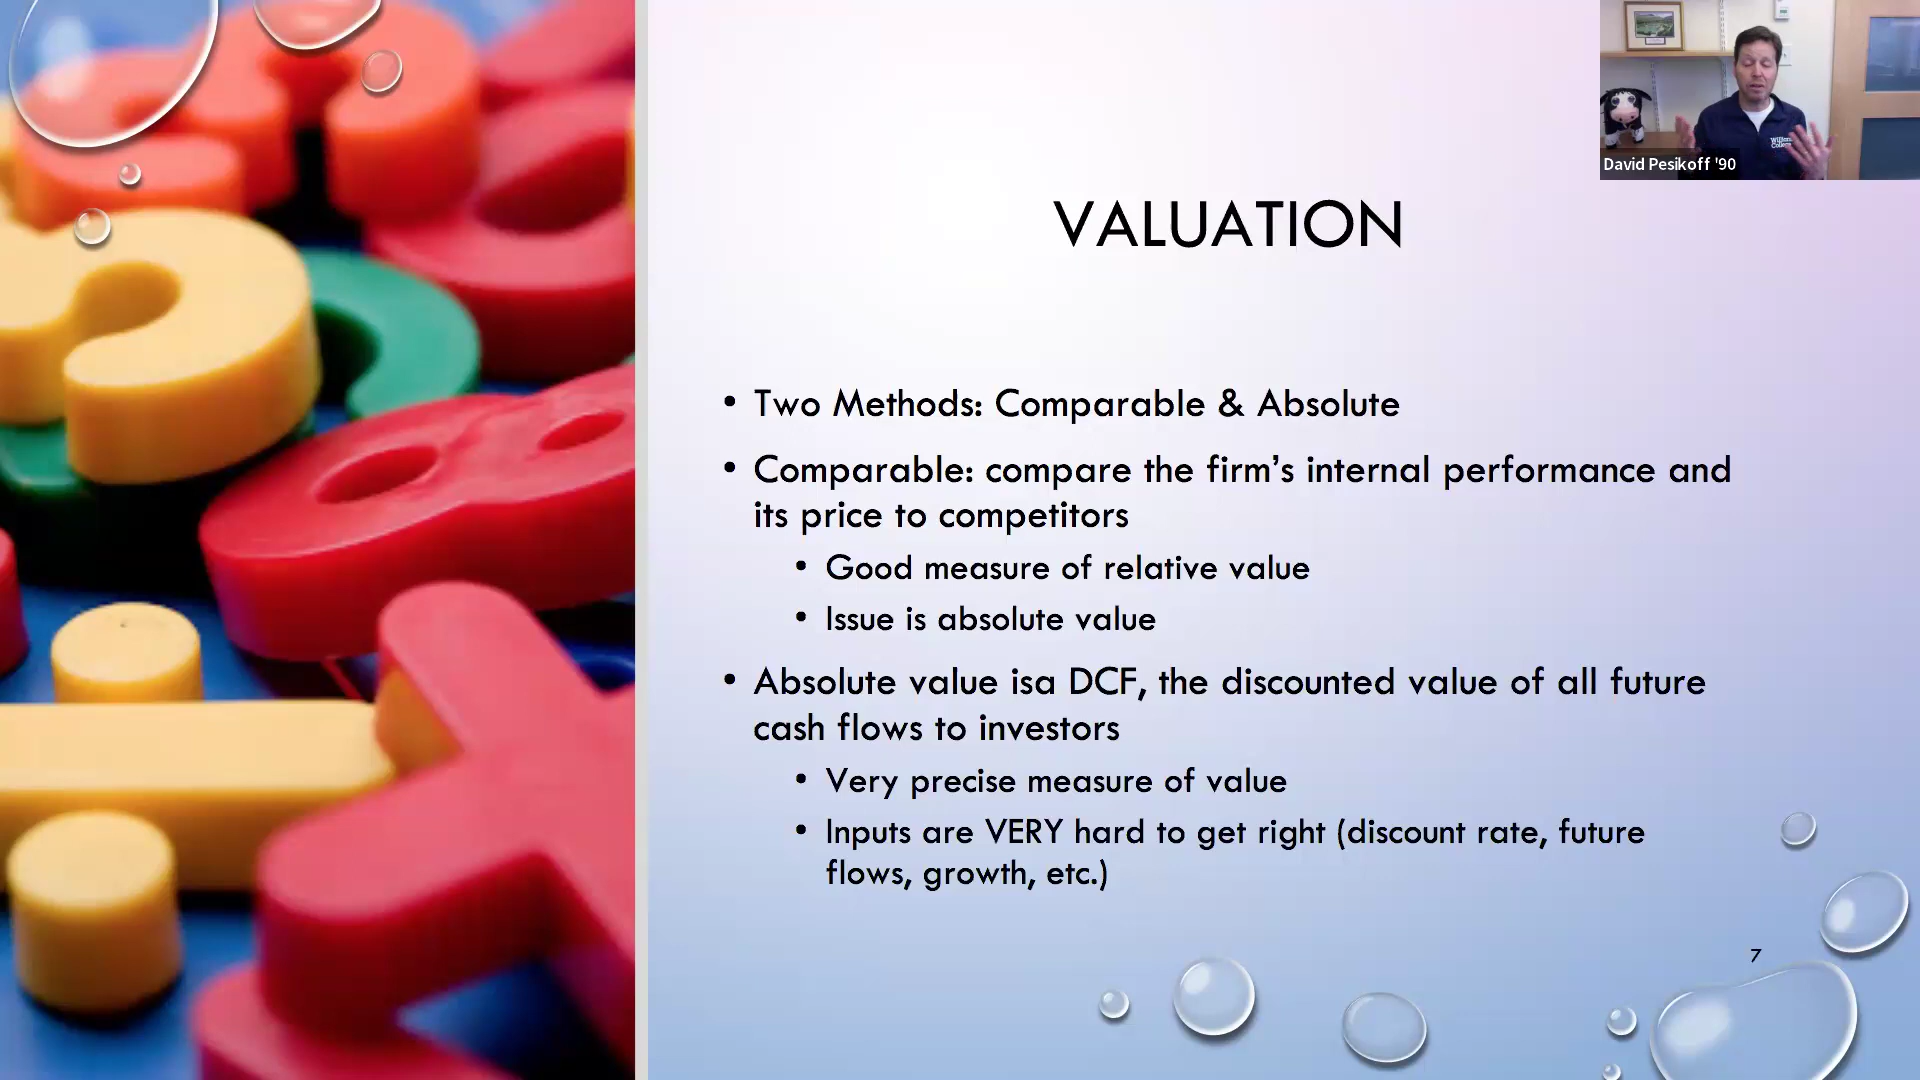 David Pesikoff '90
VALUATION
• Two Methods: Comparable & Absolute
• Comparable: compare the firm's internal performance and
its price to competitors
• Good measure of relative value
• Issue is absolute value
• Absolute value isa DCF, the discounted value of all future
cash flows to investors
• Very precise measure of value
• Inputs are VERY hard to get right (discount rate, future
flows, growth, etc.)
7